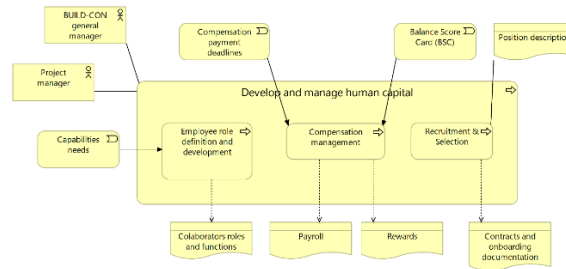 BUILD-CON
general
manager
Compensation
payment
deadlines
Balance Score
Card (BSC)
Position description
Project
manager
Develop and manage human capital
Capabilities
needs
Employee role
definition and
development
Compensation
management
Recruitment &
Selection
Colaborators roles
and functions
Payroll
Rewards
Contracts and
onboarding
documentation